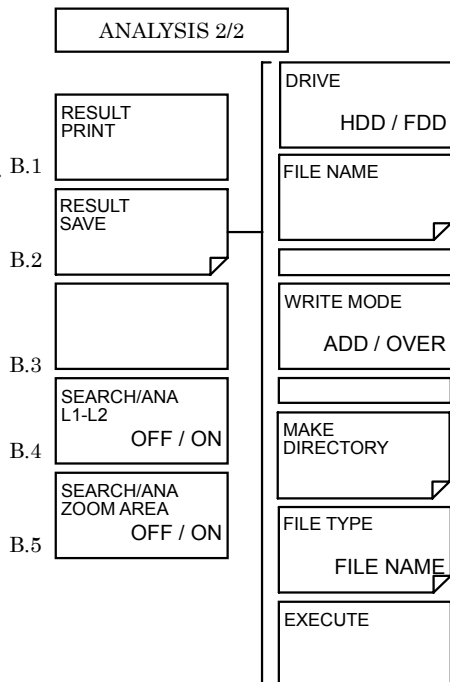 ANALYSIS 2/2
B.1
RESULT
PRINT
B.2
RESULT
SAVE
B.3
B.4
SEARCH/ANA
L1-L2
OFF / ON
B.5
SEARCH/ANA
ZOOM AREA
OFF / ON
DRIVE
HDD / FDD
FILE NAME
WRITE MODE
ADD / OVER
MAKE
DIRECTORY
FILE TYPE
FILE NAME
EXECUTE